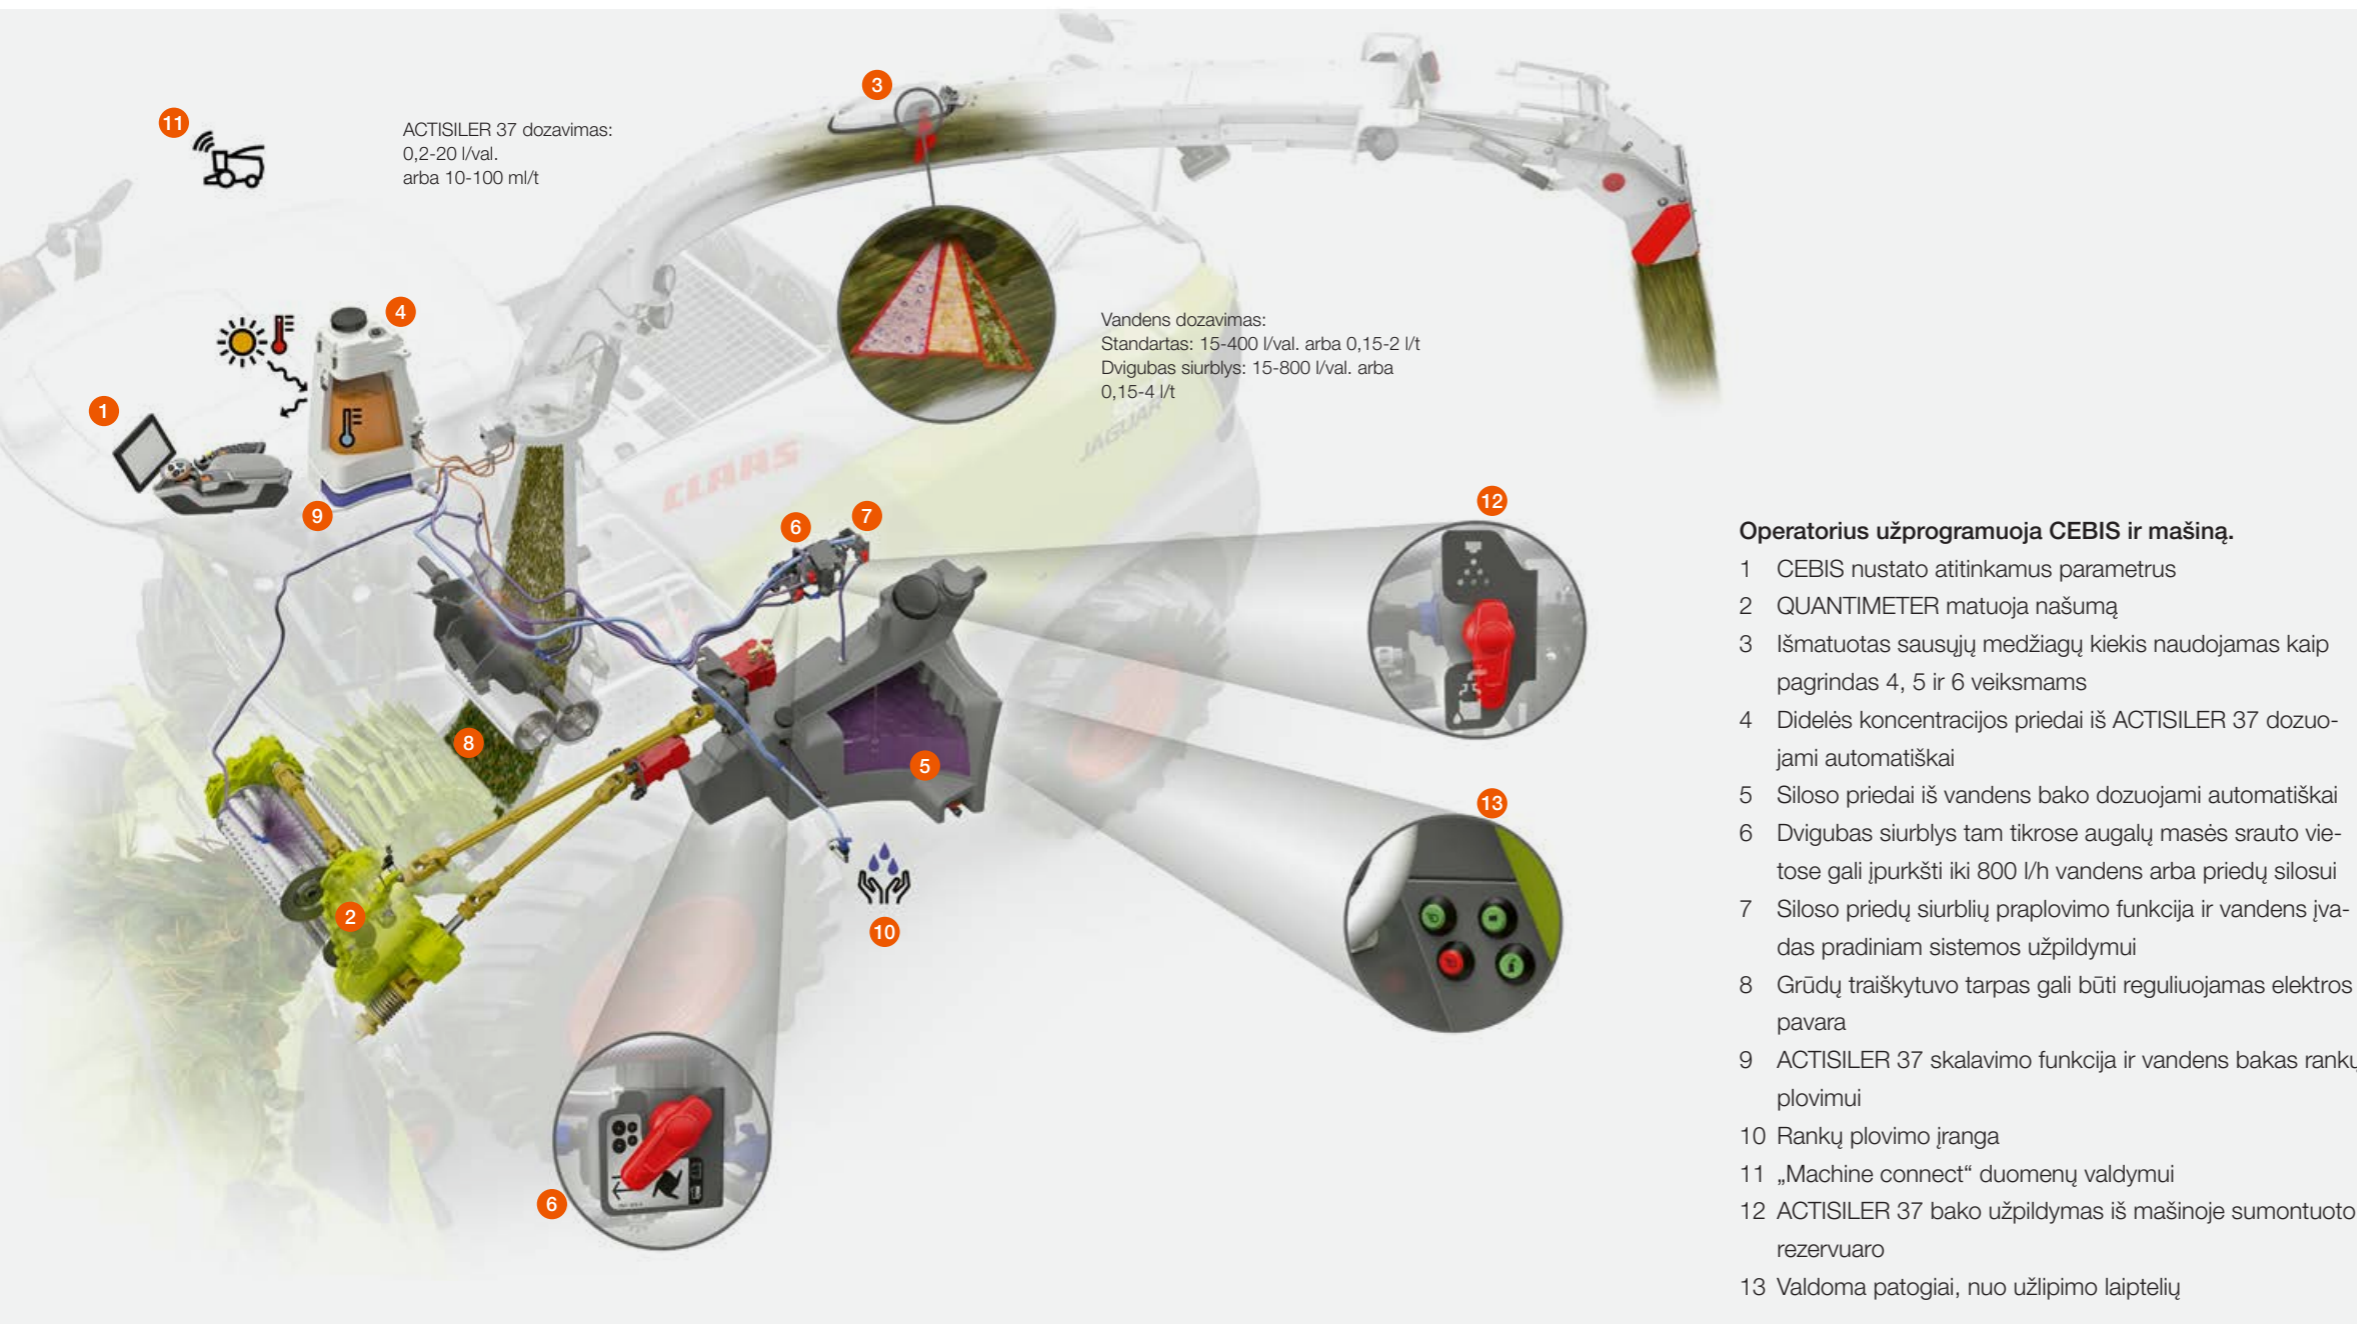 11
ACTISILER 37 dozavimas:
0,2-20 l/val.
arba 10-100 ml/t
3
4
Vandens dozavimas:
Standartas: 15-400 l/val. arba 0,15-2 l/t
Dvigubas siurblys: 15-800 l/val. arba
0,15-4 l/t
1
JAGUAR
CLAAS
9
6
7
12
8
5
13
2
10
6
Operatorius užprogramuoja CEBIS ir mašiną.
1 CEBIS nustato atitinkamus parametrus
2 QUANTIMETER matuoja našumą
3 Išmatuotas sausųjų medžiagų kiekis naudojamas kaip
pagrindas 4, 5 ir 6 veiksmams
4 Didelės koncentracijos priedai iš ACTISILER 37 dozuo-
jami automatiškai
5 Siloso priedai iš vandens bako dozuojami automatiškai
6 Dvigubas siurblys tam tikrose augalų masės srauto vie-
tose gali įpurkšti iki 800 l/h vandens arba priedų silosui
7 Siloso priedų siurblių praplovimo funkcija ir vandens įva-
das pradiniam sistemos užpildymui
8 Grūdų traiškytuvo tarpas gali būti reguliuojamas elektros
pavara
9 ACTISILER 37 skalavimo funkcija ir vandens bakas rankų
plovimui
10 Rankų plovimo įranga
11 „Machine connect“ duomenų valdymui
12 ACTISILER 37 bako užpildymas iš mašinoje sumontuoto
rezervuaro
13 Valdoma patogiai, nuo užlipimo laiptelių